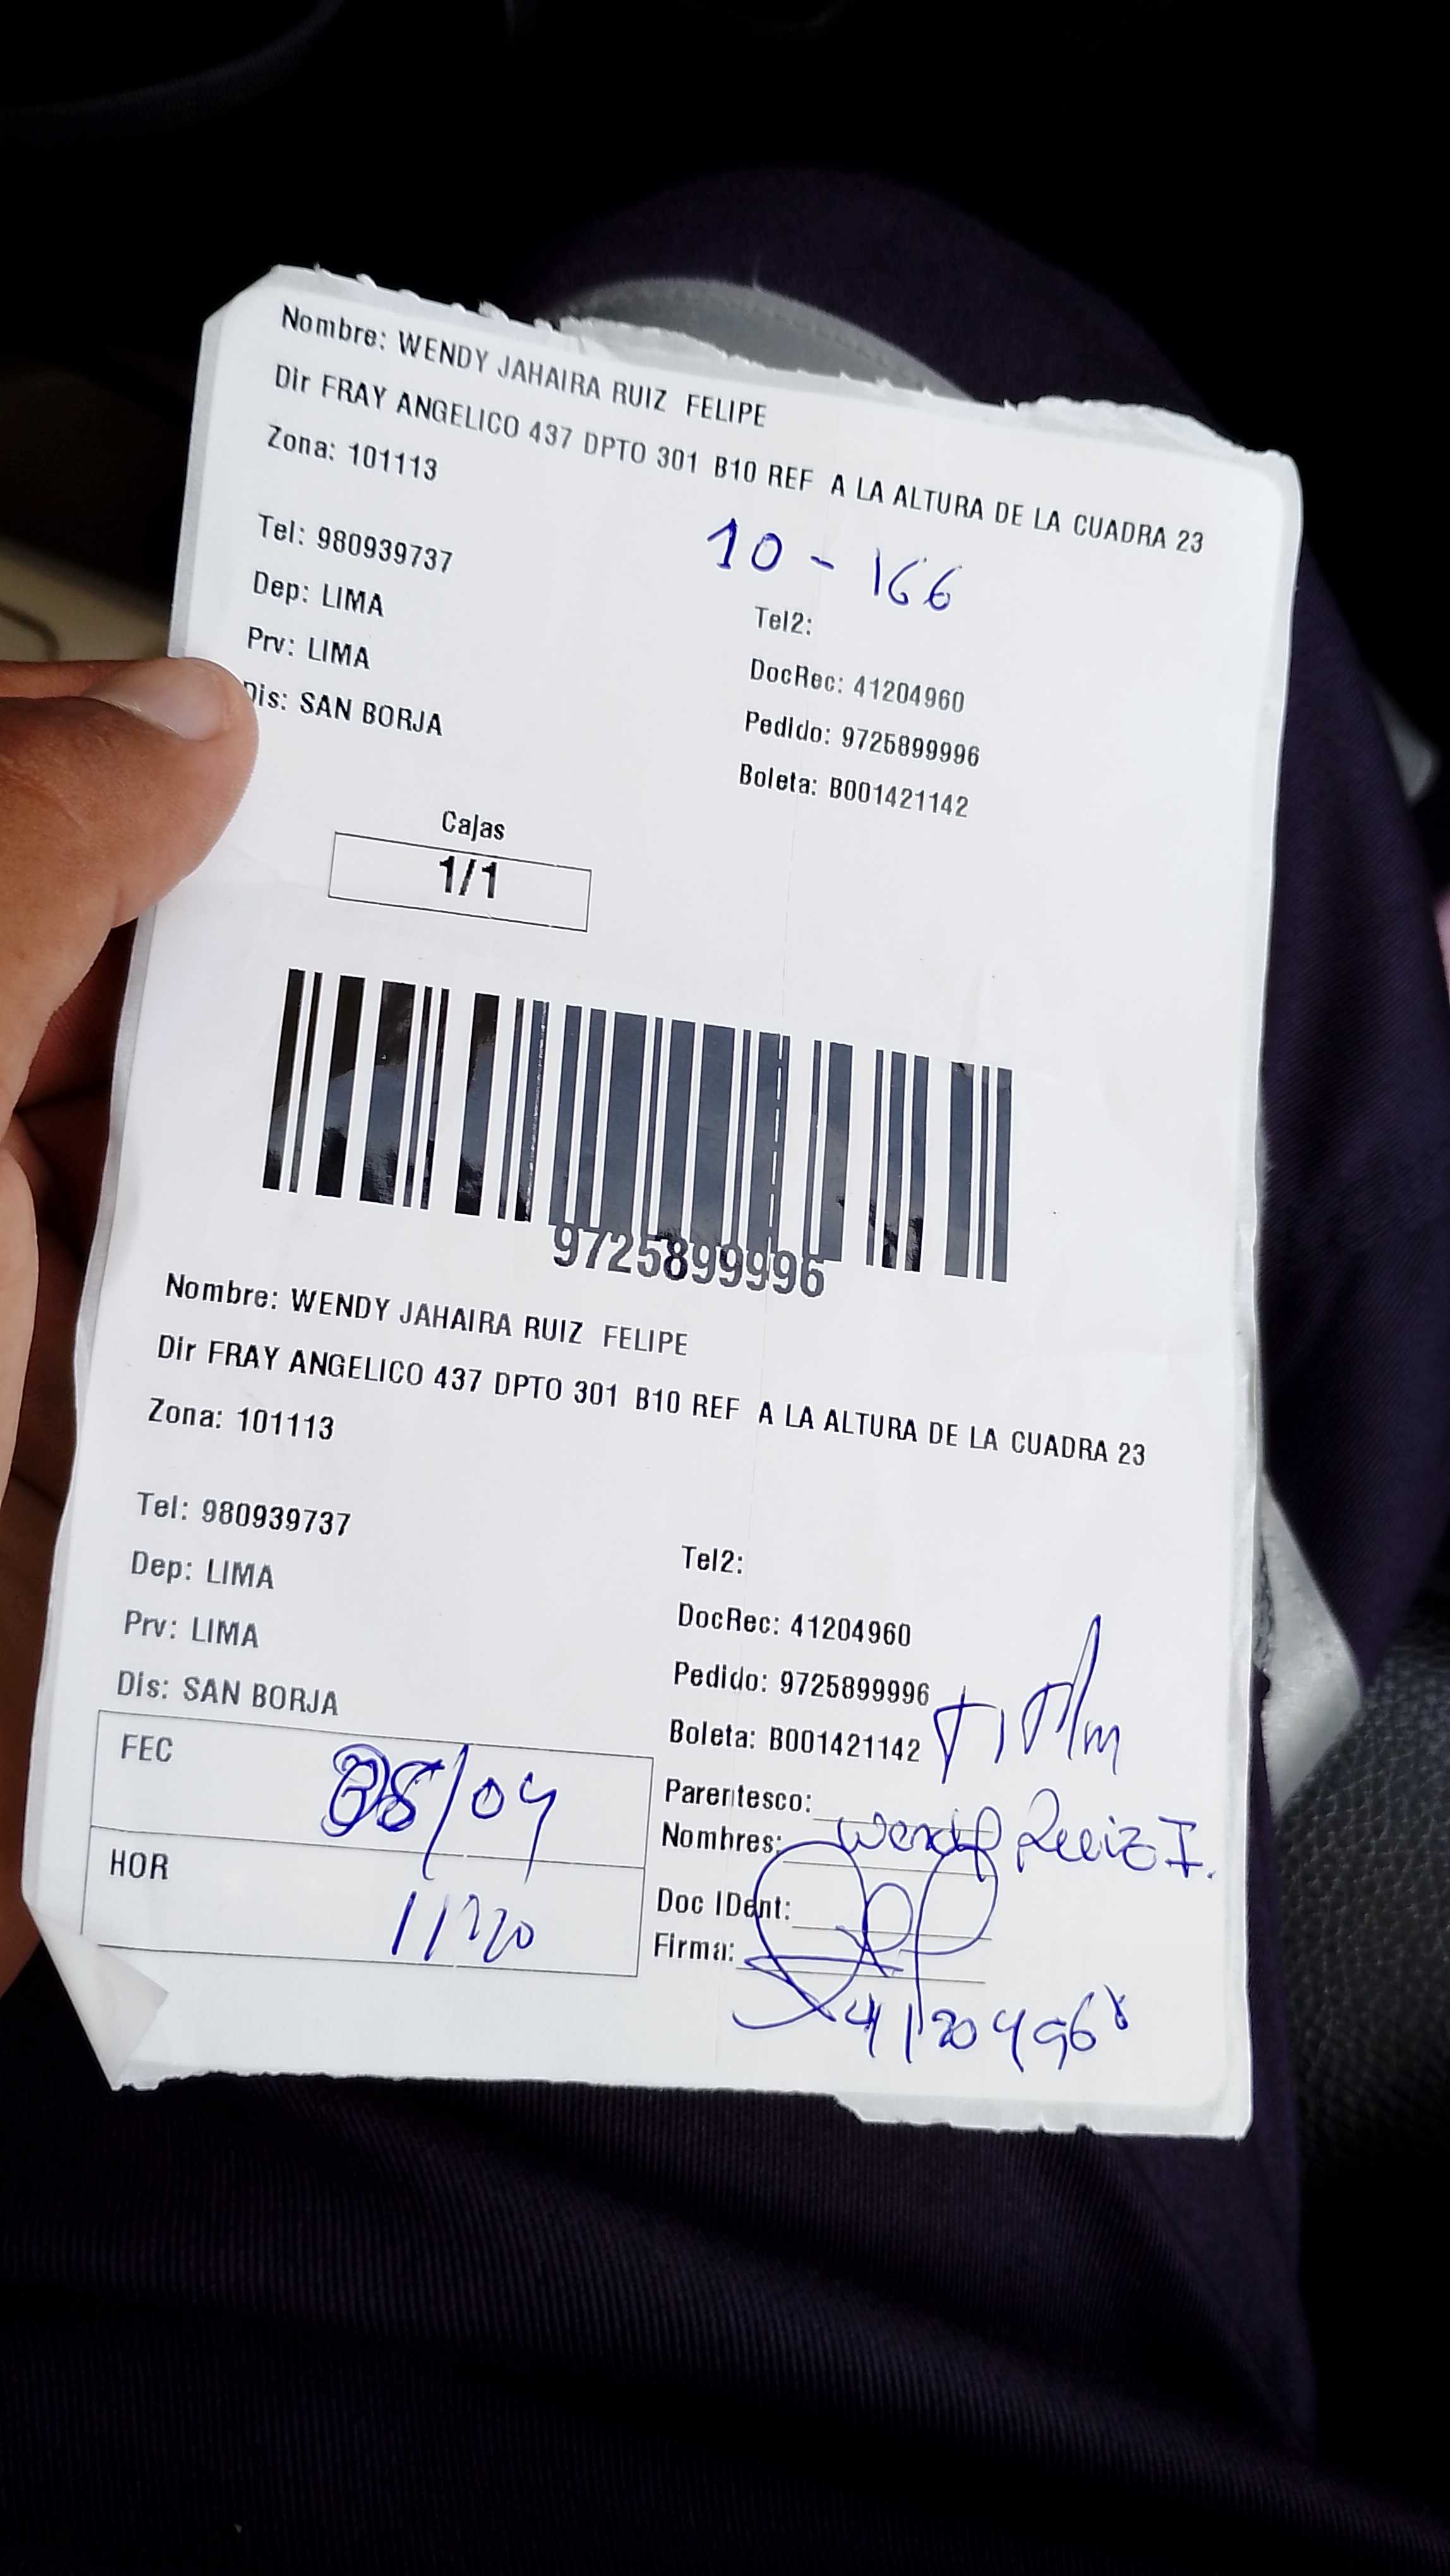 Nombre: WENDY JAHAIRA RUIZ FELIPE
Dir FRAY ANGELICO 437 DPTO 301 B10 REF A LA ALTURA DE LA CUADRA 23
Zona: 101113
10 - 166
Tel: 980939737
Tel2:
Dep: LIMA
DocRec: 41204960
Prv: LIMA
Pedido: 9725899996
Dis: SAN BORJA
Boleta: B001421142
Cajas
1/1
9725899996
Nombre: WENDY JAHAIRA RUIZ FELIPE
Dir FRAY ANGELICO 437 DPTO 301 B10 REF A LA ALTURA DE LA CUADRA 23
Zona: 101113
Tel: 980939737
Tel2:
Dep: LIMA
DocRec: 41204960
Prv: LIMA
Pedido: 9725899996
Dis: SAN BORJA
Boleta: B001421142
FEC /04
Parentesco:
Nombres: Wendy Ruiz F.
HOR
Doc IDent:
Firma: